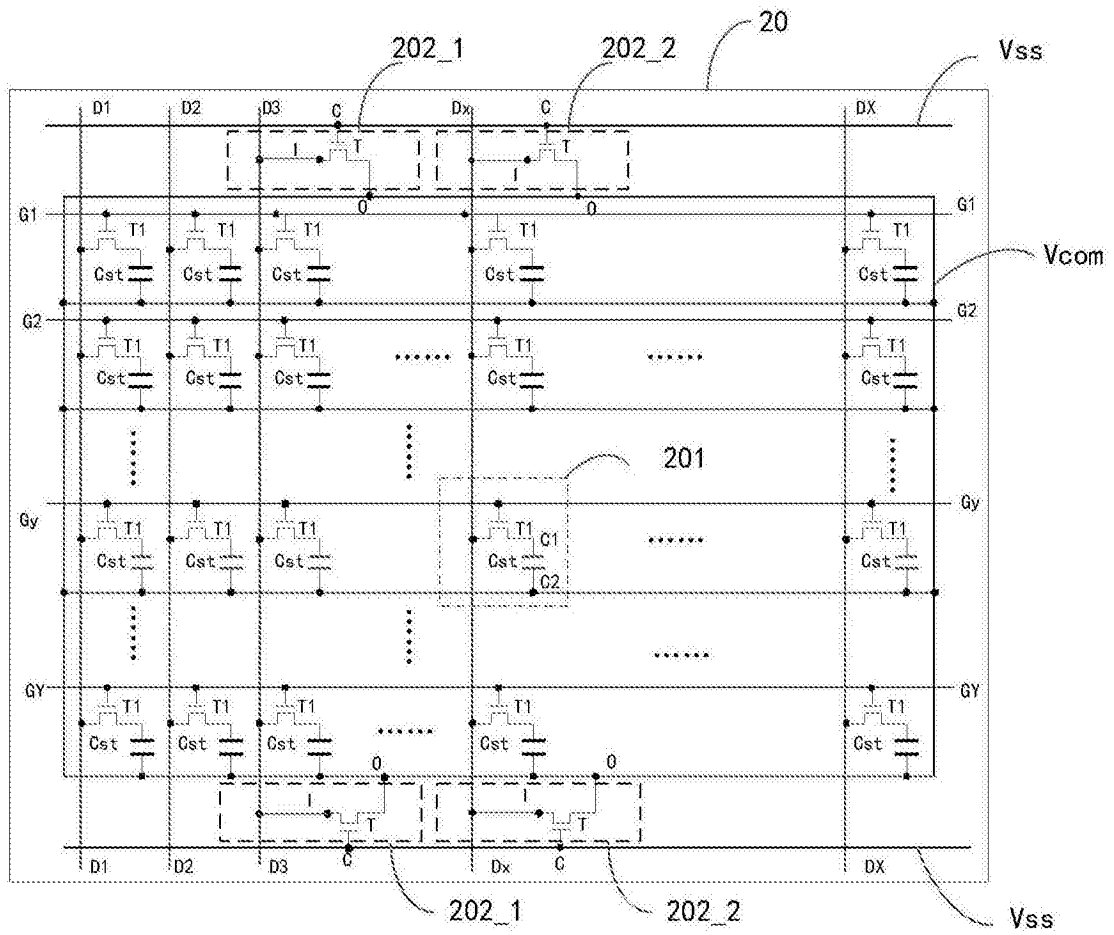 20
202_1 202_2 Vss
D1 D2 D3 C Dx C DX
I T I T
O O
G1 G1
T1 T1 T1 T1 T1
Cst Cst Cst Cst Cst
Vcom
G2 G2
T1 T1 T1 T1 T1
Cst Cst Cst Cst Cst
201
Gy Gy
T1 T1 T1 T1 T1
C1
Cst Cst Cst Cst Cst
C2
GY GY
T1 T1 T1 T1 T1
Cst Cst Cst Cst Cst
O O
I T I T
D1 D2 D3 C Dx C DX
202_1 202_2 Vss